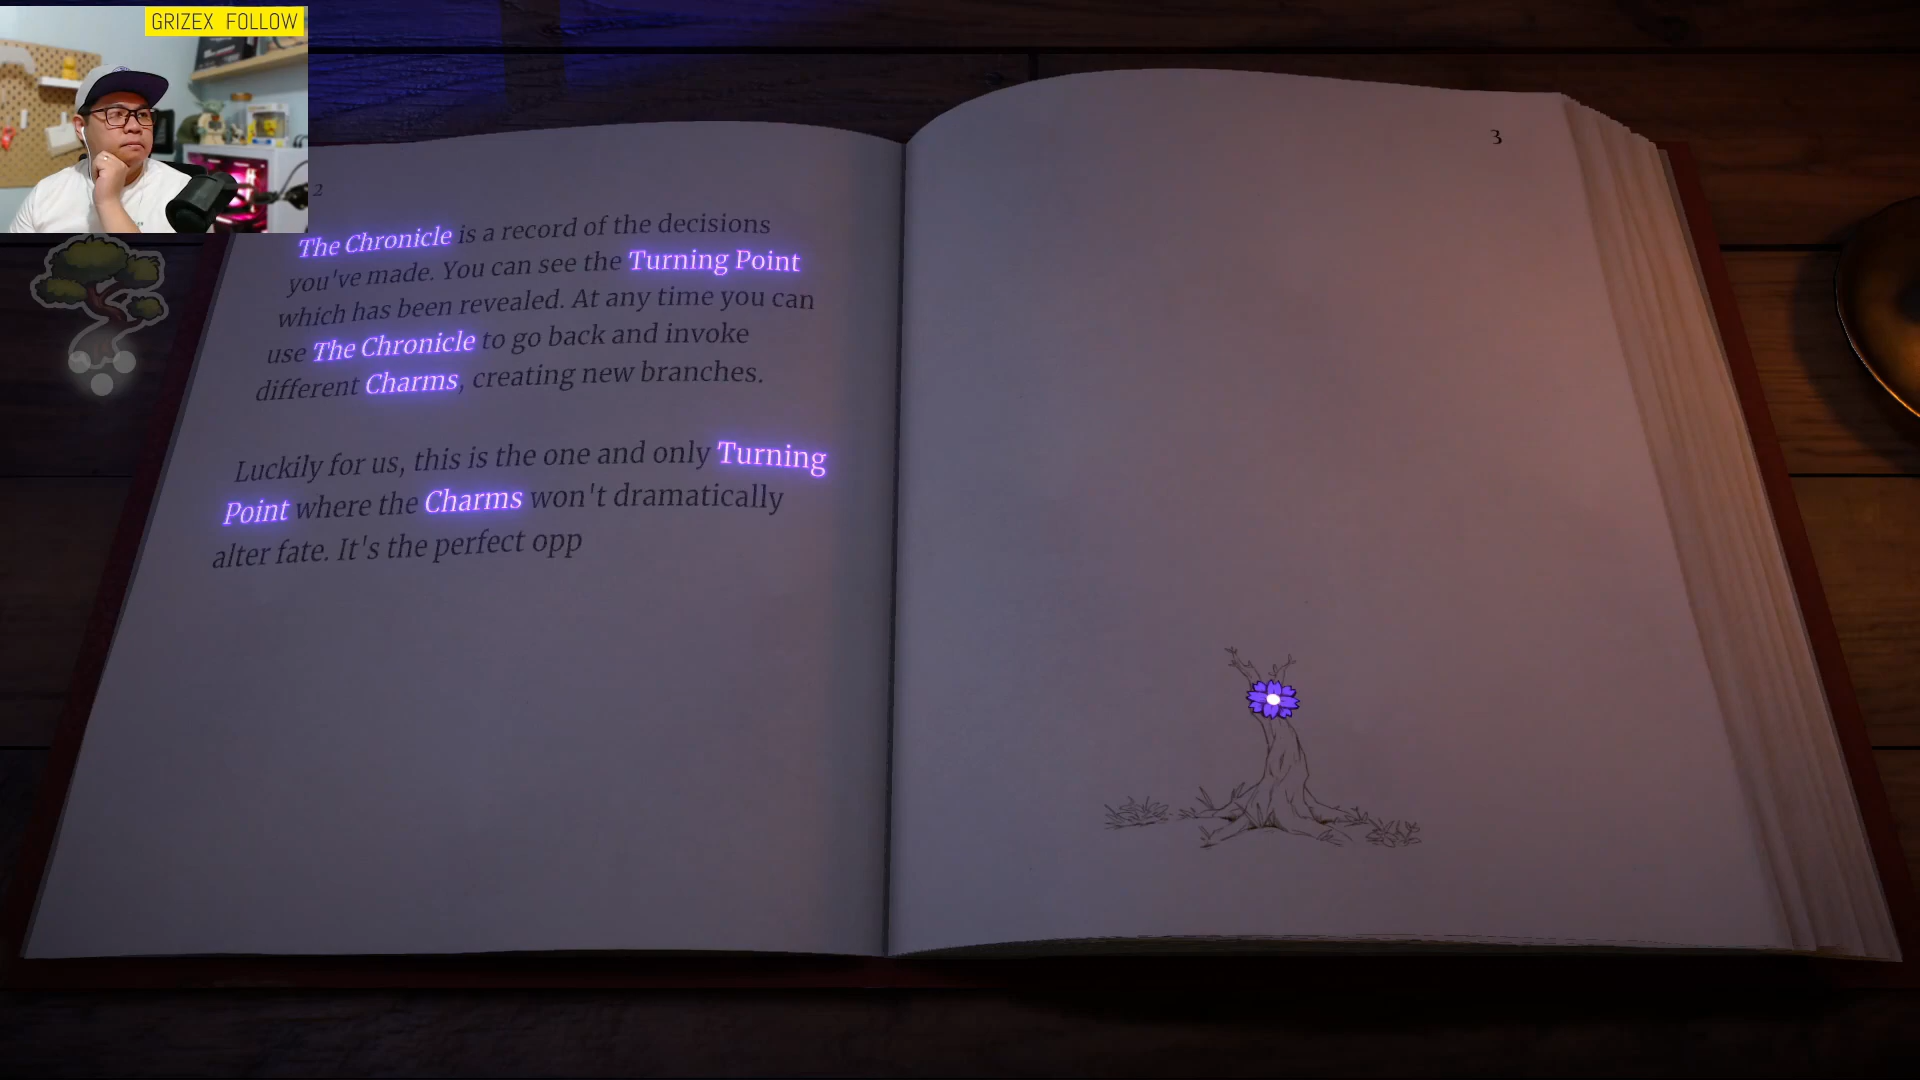 GRIZEX FOLLOW
3
2
The Chronicle is a record of the decisions
you've made. You can see the Turning Point
which has been revealed. At any time you can
use The Chronicle to go back and invoke
different Charms, creating new branches.
Luckily for us, this is the one and only Turning
Point where the Charms won't dramatically
alter fate. It's the perfect opp